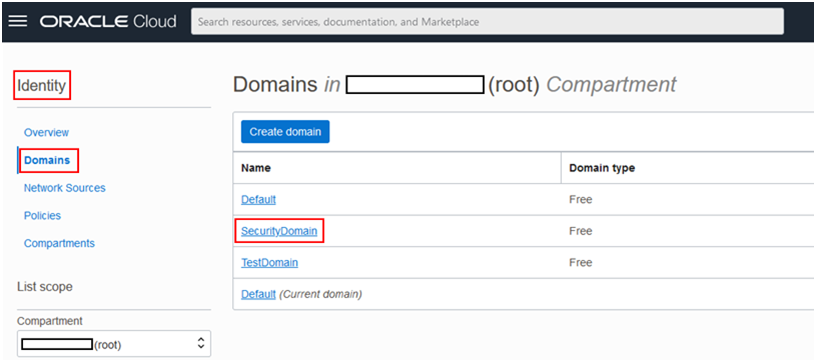 ORACLE Cloud
Search resources, services, documentation, and Marketplace
Identity
Overview
Domains
Network Sources
Policies
Compartments
List scope
Compartment
(root)
Domains in (root) Compartment
Create domain
Name Domain type
Default Free
SecurityDomain Free
TestDomain Free
Default (Current domain)